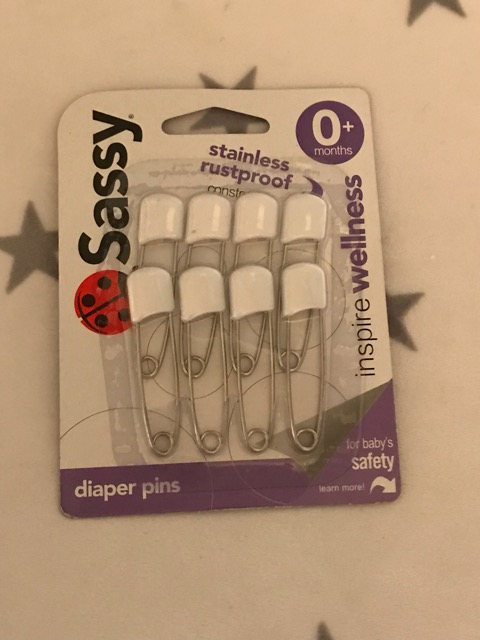 Sassy
stainless
rustproof
0+
months
inspire wellness
for baby's
safety
learn more!
diaper pins